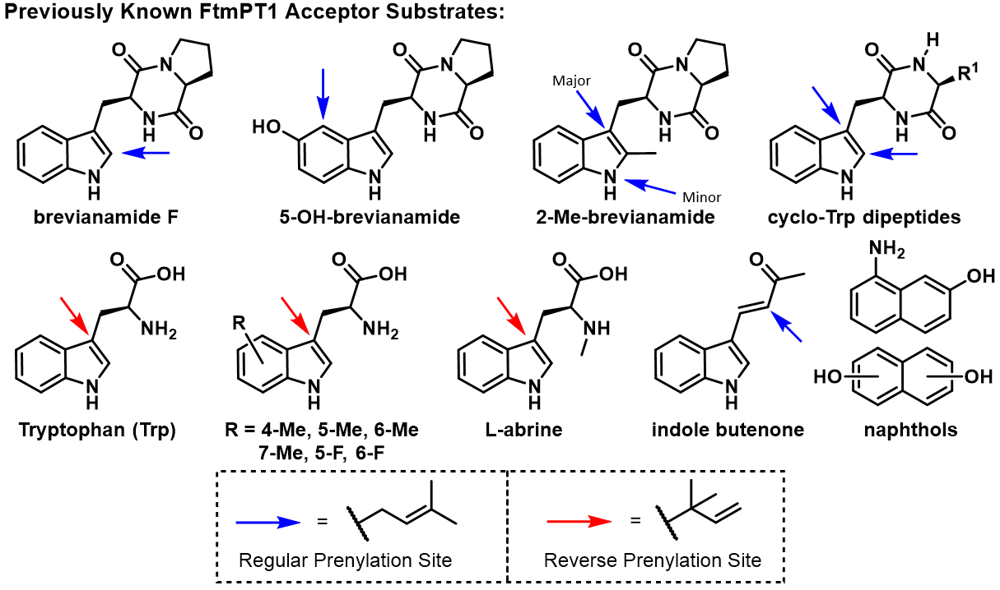 Previously Known FtmPT1 Acceptor Substrates:
O
N
NH
O
N
H
brevianamide F
O
N
HO
NH
O
N
H
5-OH-brevianamide
Major
O
N
NH
O
N
H
Minor
2-Me-brevianamide
H
O
N
R1
NH
O
N
H
cyclo-Trp dipeptides
O
OH
NH2
N
H
Tryptophan (Trp)
O
OH
R
NH2
N
H
R = 4-Me, 5-Me, 6-Me
7-Me, 5-F, 6-F
O
OH
NH
N
H
L-abrine
O
N
H
indole butenone
NH2
OH
HO
OH
naphthols
=
Regular Prenylation Site
=
Reverse Prenylation Site